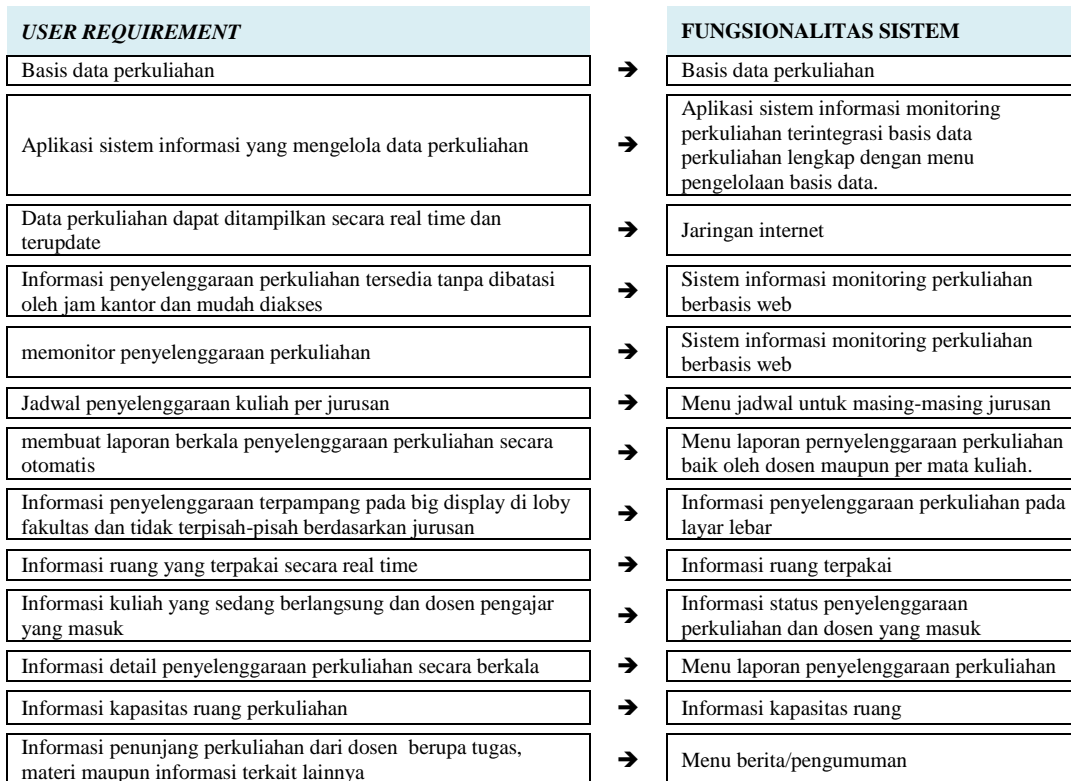 USER REQUIREMENT
FUNGSIONALITAS SISTEM
Basis data perkuliahan
➔
Basis data perkuliahan
Aplikasi sistem informasi yang mengelola data perkuliahan
➔
Aplikasi sistem informasi monitoring
perkuliahan terintegrasi basis data
perkuliahan lengkap dengan menu
pengelolaan basis data.
Data perkuliahan dapat ditampilkan secara real time dan
terupdate
➔
Jaringan internet
Informasi penyelenggaraan perkuliahan tersedia tanpa dibatasi
oleh jam kantor dan mudah diakses
➔
Sistem informasi monitoring perkuliahan
berbasis web
memonitor penyelenggaraan perkuliahan
➔
Sistem informasi monitoring perkuliahan
berbasis web
Jadwal penyelenggaraan kuliah per jurusan
➔
Menu jadwal untuk masing-masing jurusan
membuat laporan berkala penyelenggaraan perkuliahan secara
otomatis
➔
Menu laporan pernyelenggaraan perkuliahan
baik oleh dosen maupun per mata kuliah.
Informasi penyelenggaraan terpampang pada big display di loby
fakultas dan tidak terpisah-pisah berdasarkan jurusan
➔
Informasi penyelenggaraan perkuliahan pada
layar lebar
Informasi ruang yang terpakai secara real time
➔
Informasi ruang terpakai
Informasi kuliah yang sedang berlangsung dan dosen pengajar
yang masuk
➔
Informasi status penyelenggaraan
perkuliahan dan dosen yang masuk
Informasi detail penyelenggaraan perkuliahan secara berkala
➔
Menu laporan penyelenggaraan perkuliahan
Informasi kapasitas ruang perkuliahan
➔
Informasi kapasitas ruang
Informasi penunjang perkuliahan dari dosen berupa tugas,
materi maupun informasi terkait lainnya
➔
Menu berita/pengumuman